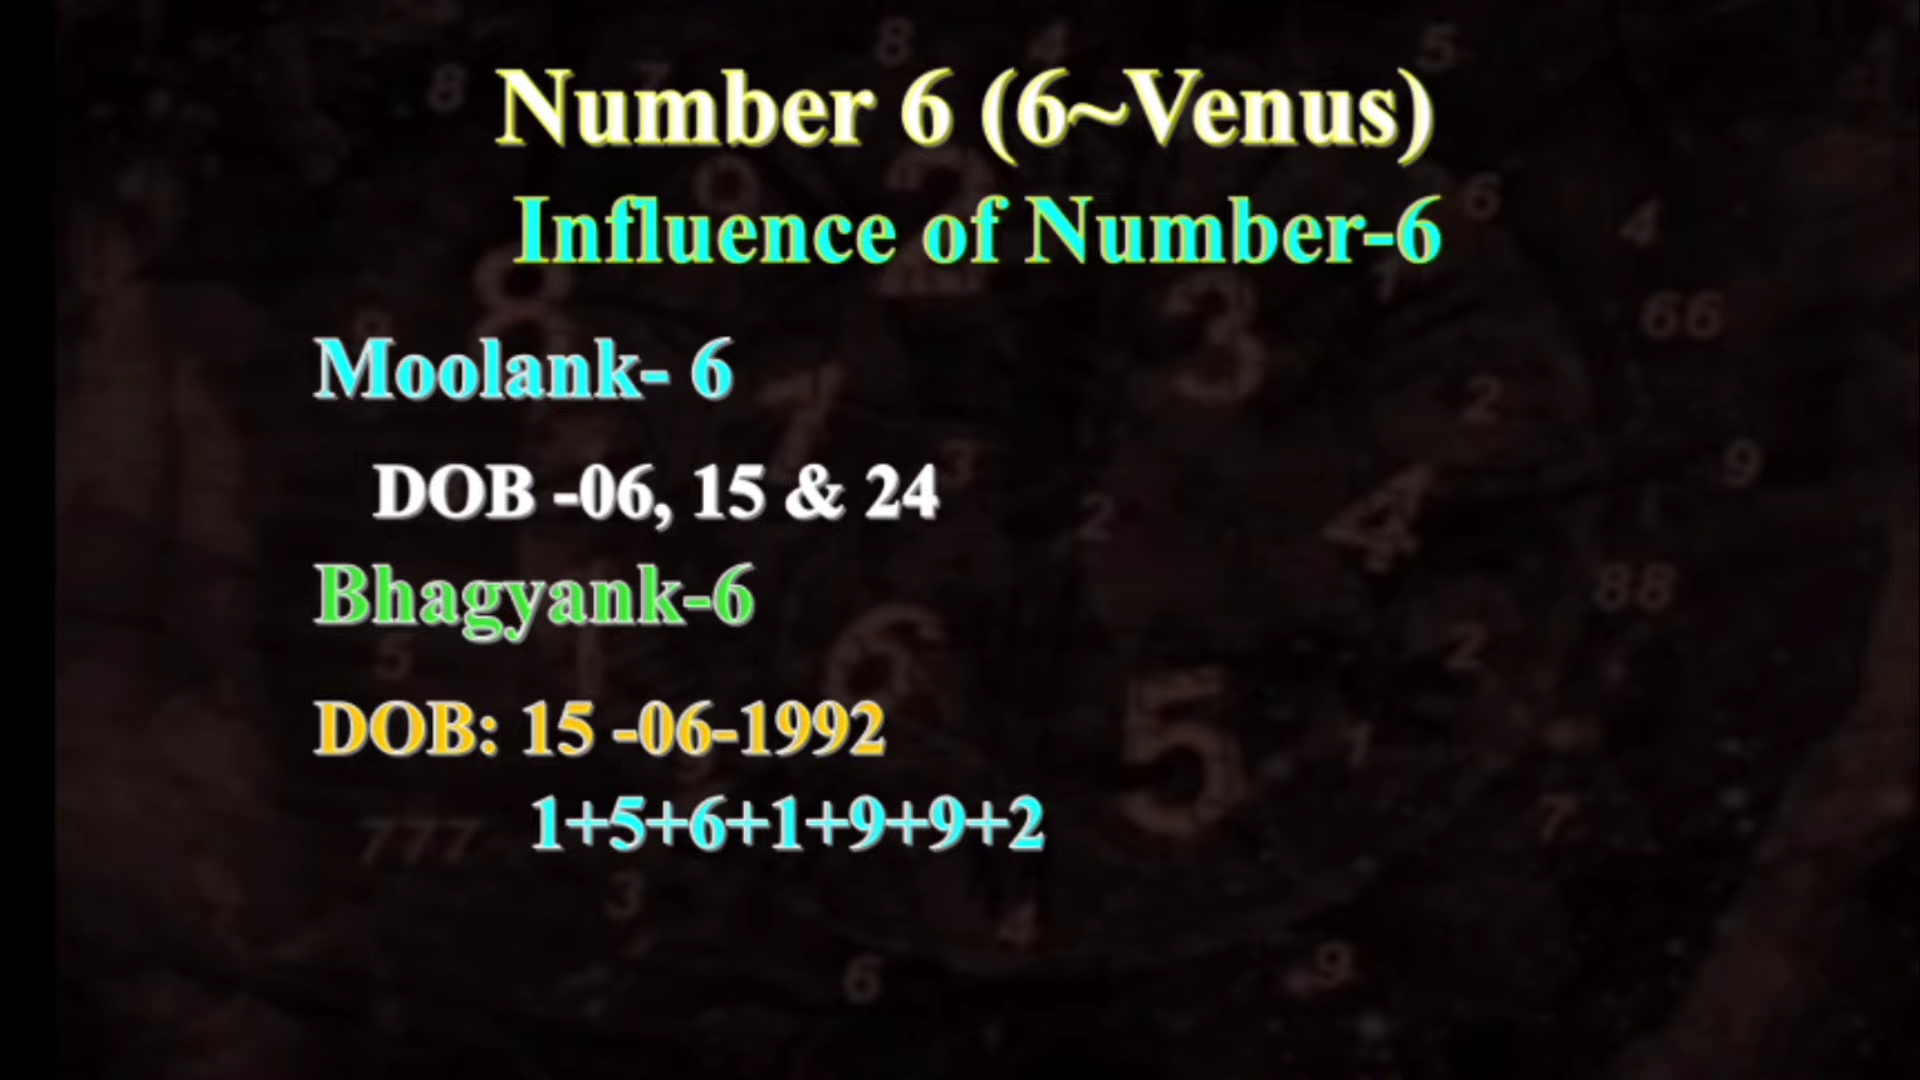 Number 6 (6~Venus)
Influence of Number-6
Moolank- 6
DOB -06, 15 & 24
Bhagyank-6
DOB: 15 -06-1992
1+5+6+1+9+9+2